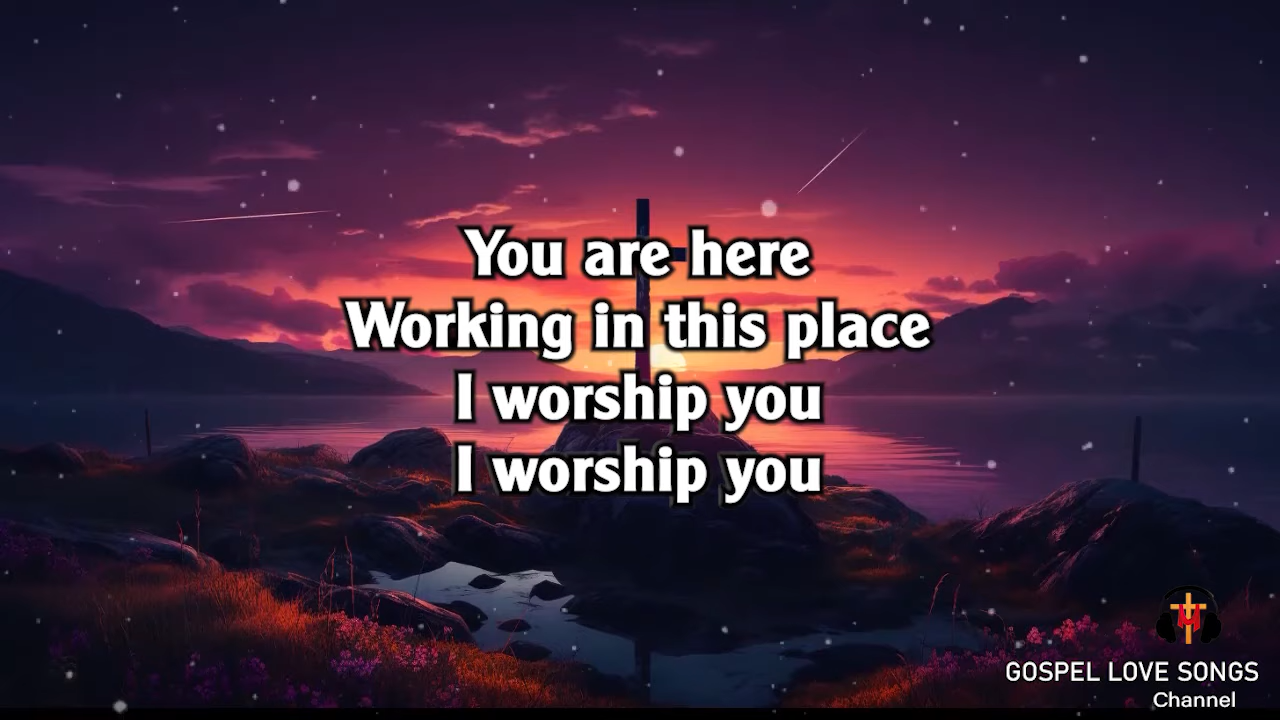 You are here
Working in this place
I worship you
I worship you
GOSPEL LOVE SONGS
Channel